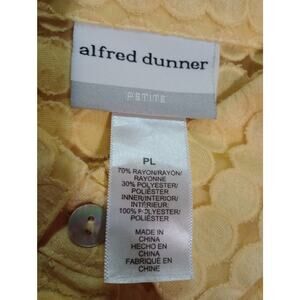 alfred dunner
PETITE
PL
70% RAYON/RAYON/
RAYONNE
30% POLYESTER/
POLIÉSTER
INNER/INTERIOR/
INTÉRIEUR:
100% POLYESTER/
POLIÉSTER
MADE IN
CHINA
HECHO EN
CHINA
FABRIQUÉ EN
CHINE